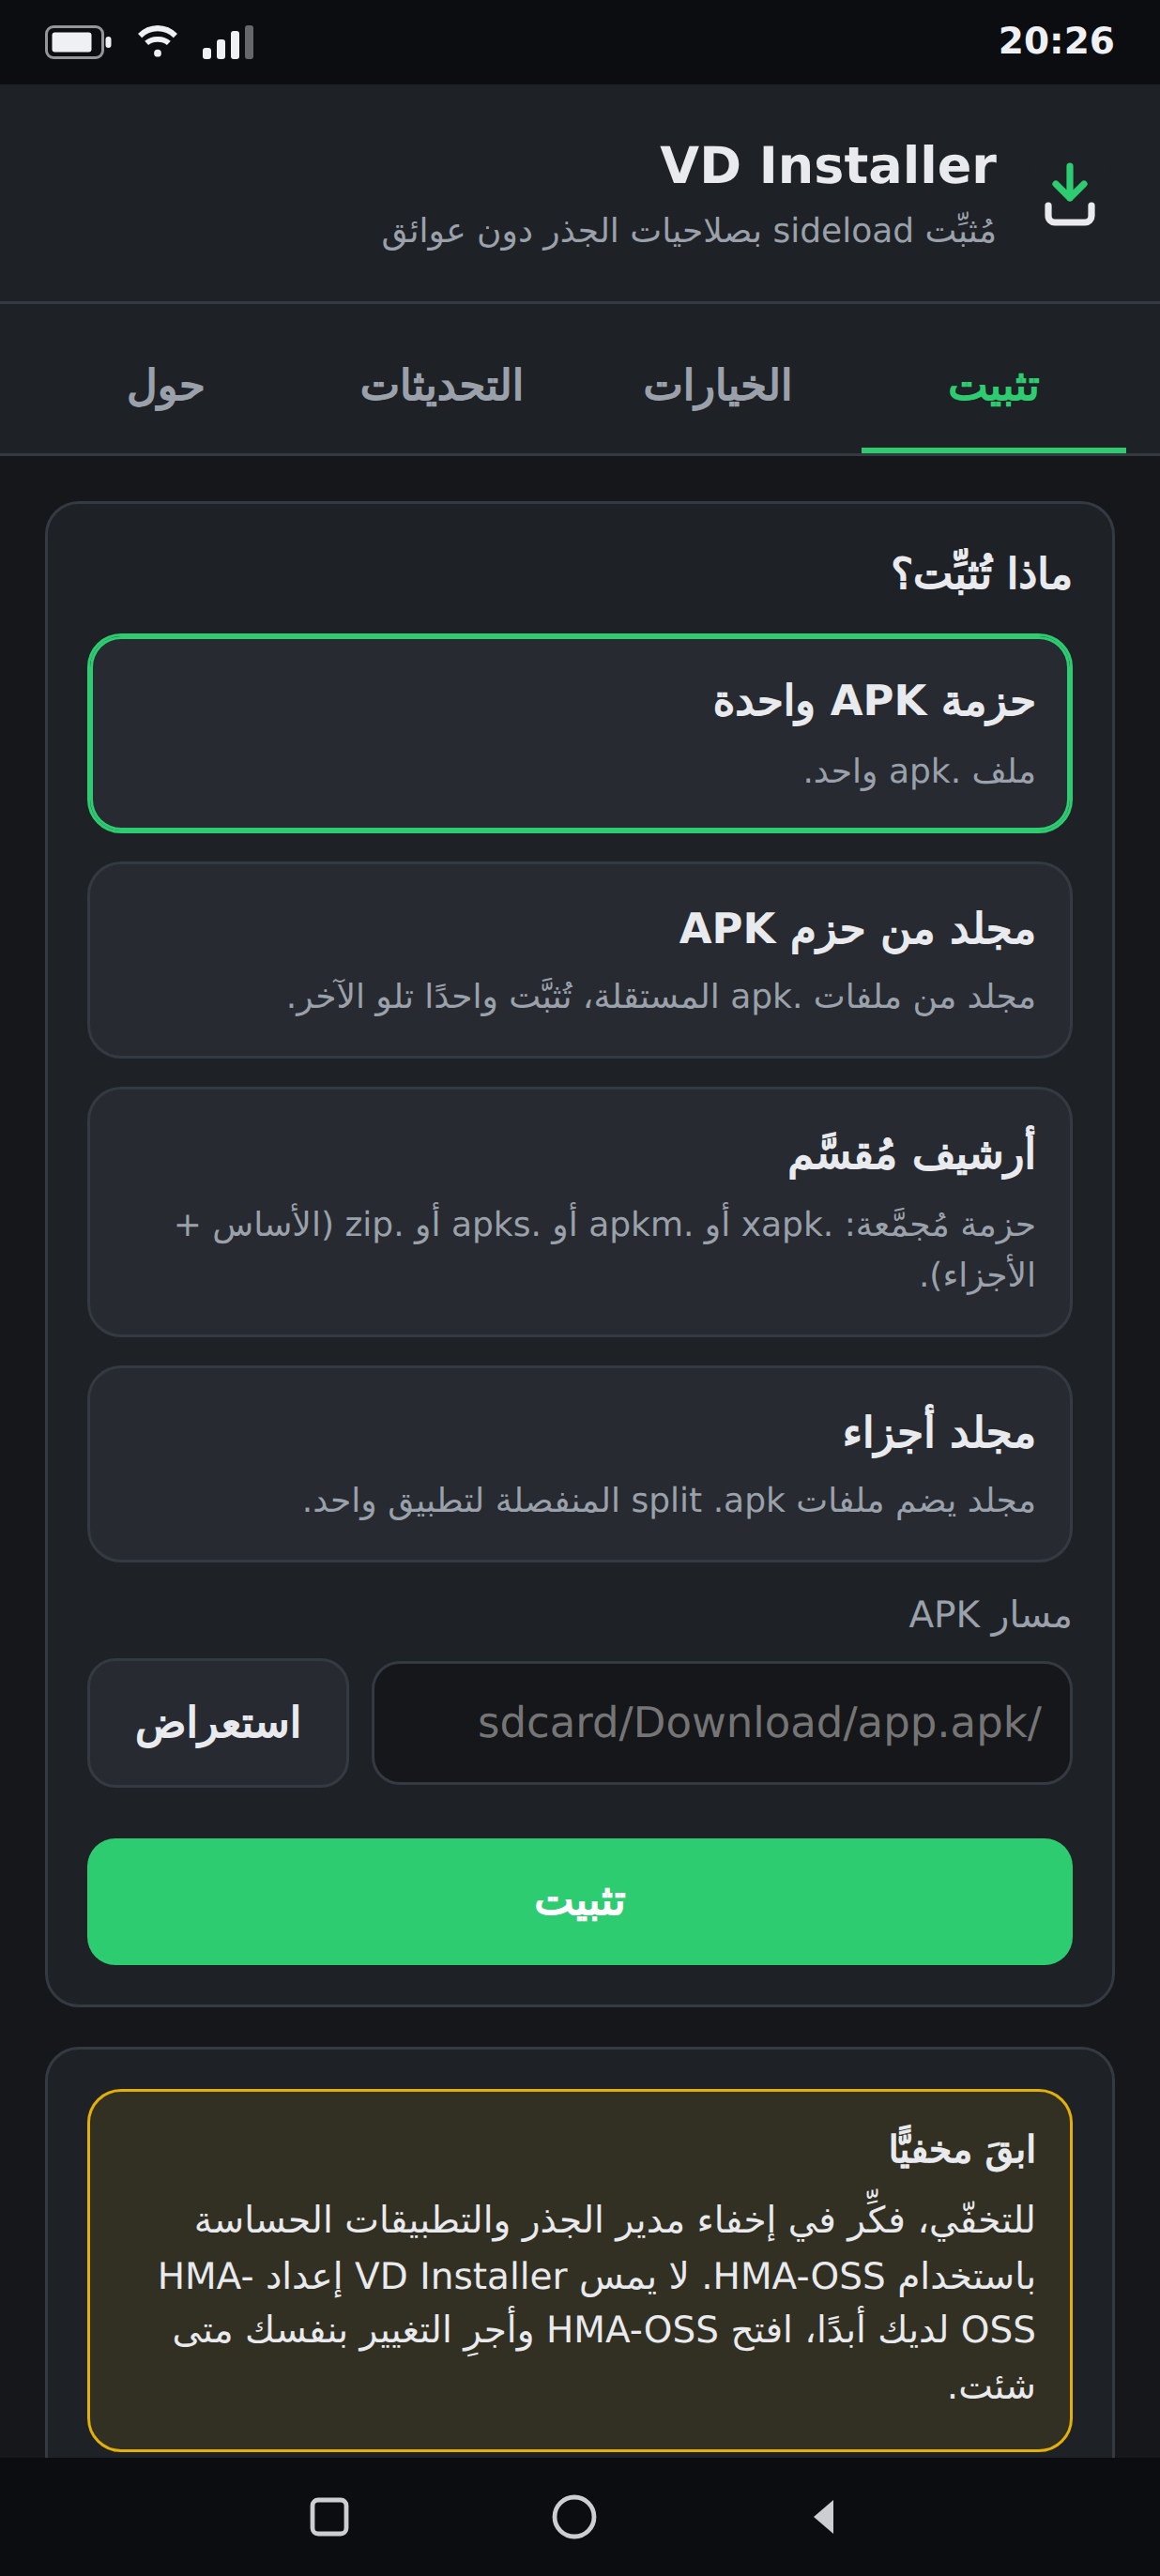 20:26
VD Installer
مُثبِّت sideload بصلاحيات الجذر دون عوائق
تثبيت
الخيارات
التحديثات
حول
ماذا تُثبِّت؟
حزمة APK واحدة
ملف .apk واحد.
مجلد من حزم APK
مجلد من ملفات .apk المستقلة، تُثبَّت واحدًا تلو الآخر.
أرشيف مُقسَّم
حزمة مُجمَّعة: .xapk أو .apkm أو .apks أو .zip (الأساس +
الأجزاء).
مجلد أجزاء
مجلد يضم ملفات split .apk المنفصلة لتطبيق واحد.
مسار APK
/sdcard/Download/app.apk
استعراض
تثبيت
ابقَ مخفيًّا
للتخفّي، فكِّر في إخفاء مدير الجذر والتطبيقات الحساسة
باستخدام HMA-OSS. لا يمس VD Installer إعداد HMA-
OSS لديك أبدًا، افتح HMA-OSS وأجرِ التغيير بنفسك متى
شئت.